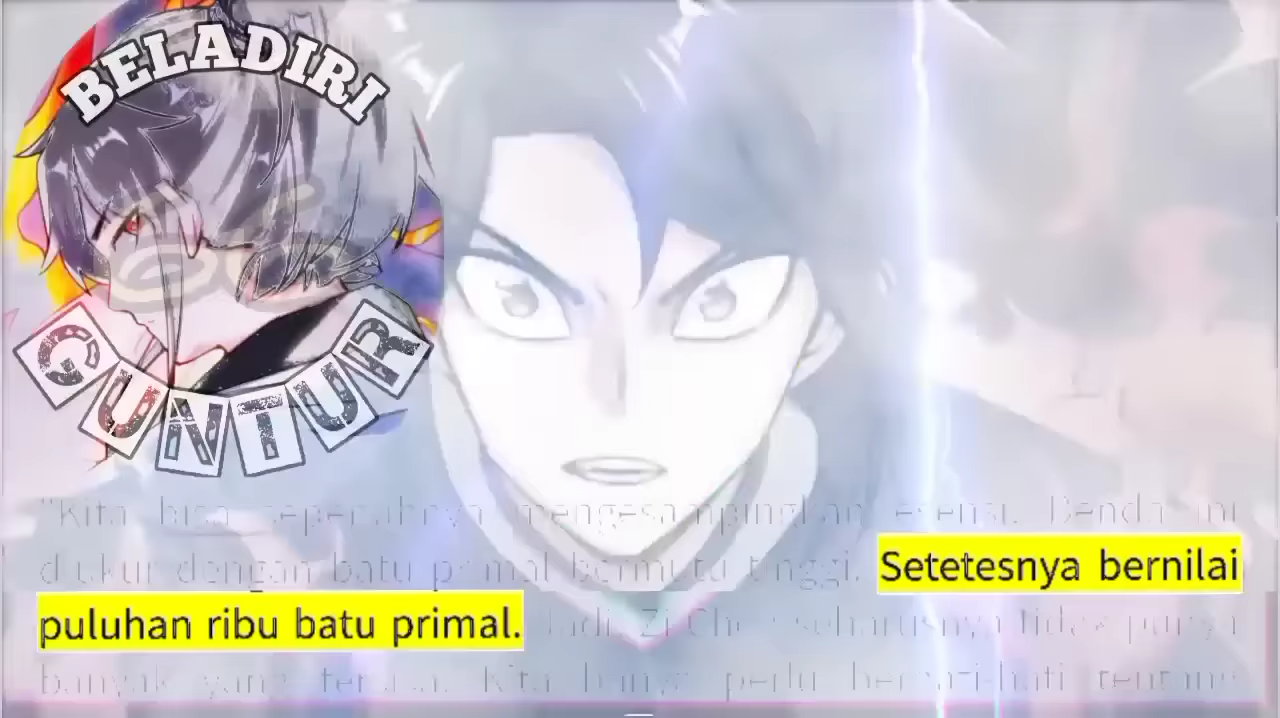 BELADIRI
GUNTUR
"Kita bisa sepenuhnya mengesampingkan esensi. Benda ini
diukur dengan batu primal bermutu tinggi. Setetesnya bernilai
puluhan ribu batu primal. Jadi, Zi Chen seharusnya tidak punya
banyak yang tersisa. Kita hanya perlu berhati-hati tentang